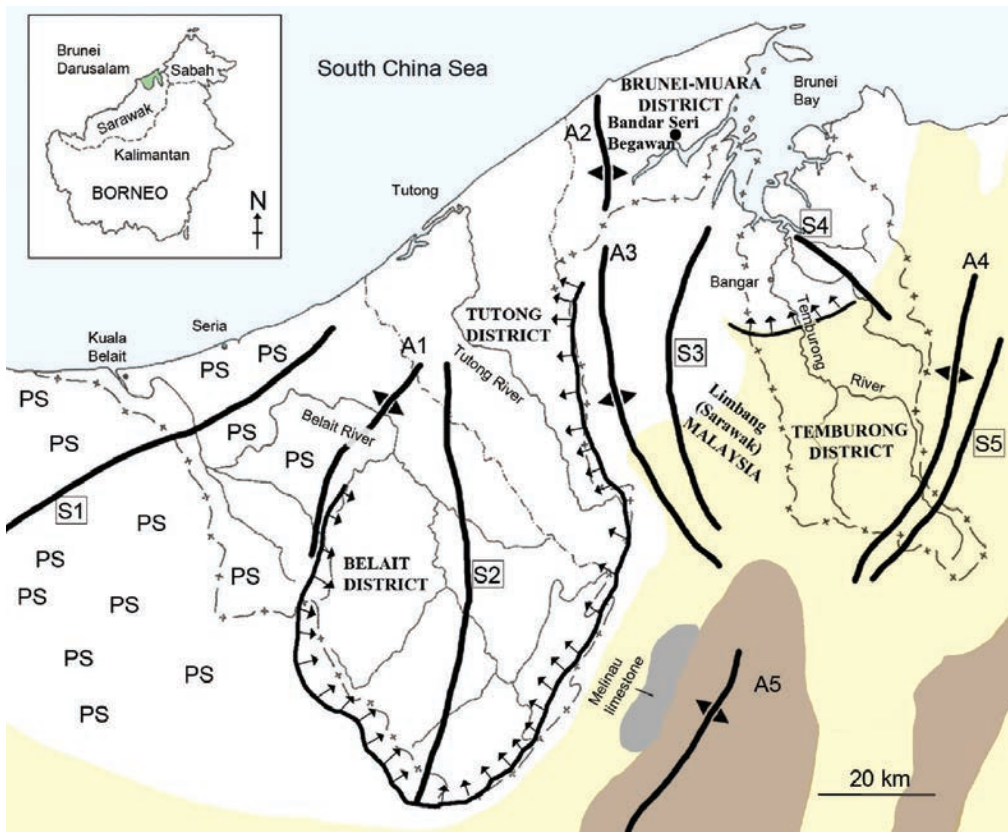 Brunei
Darusalam
Sabah
Sarawak
Kalimantan
BORNEO
N
South China Sea
BRUNEI-MUARA
DISTRICT
Bandar Seri
Begawan
Brunei
Bay
A2
Tutong
S4
A3
A4
Bangar
Kuala
Belait
Seria
TUTONG
DISTRICT
Temburong
River
PS
PS
A1
S3
PS
Tutong River
Limbang
(Sarawak)
MALAYSIA
TEMBURONG
DISTRICT
S5
PS
PS
Belait River
PS
S1
PS
PS
BELAIT
DISTRICT
S2
PS
PS
PS
PS
PS
PS
Melinau
limestone
A5
20 km